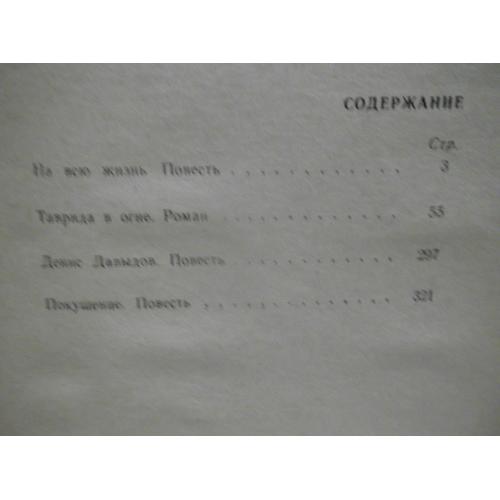 СОДЕРЖАНИЕ
Стр.
На всю жизнь. Повесть . . . . . . . . . . . . 3
Таврида в огне. Роман . . . . . . . . . . . . 55
Денис Давыдов. Повесть . . . . . . . . . . . 297
Покушение. Повесть . . . . . . . . . . . . . 321